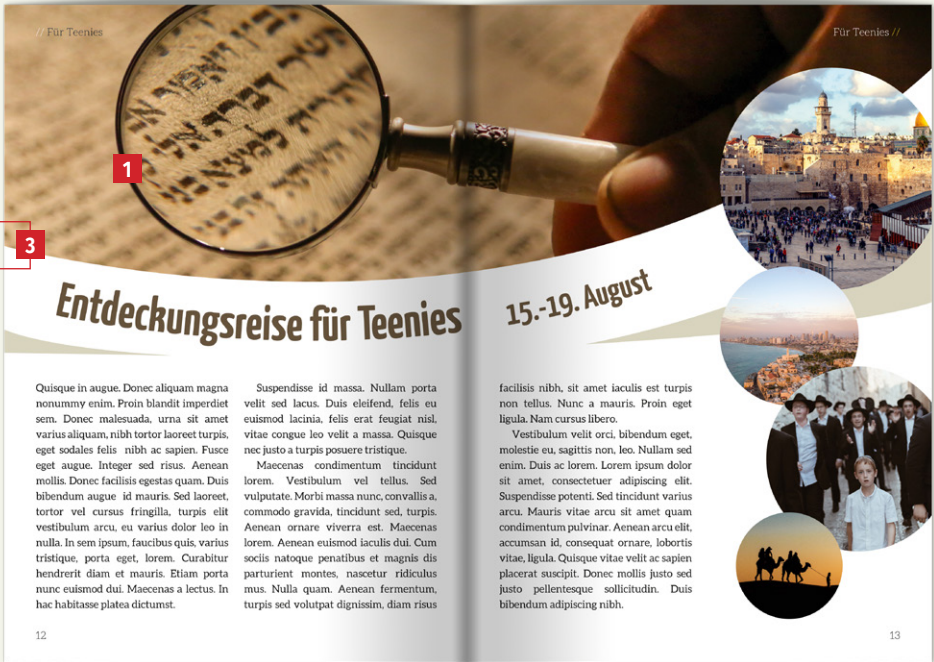 // Für Teenies
Für Teenies //
1
3
Entdeckungsreise für Teenies
15.-19. August
Quisque in augue. Donec aliquam magna
nonummy enim. Proin blandit imperdiet
sem. Donec malesuada, urna sit amet
varius aliquam, nibh tortor laoreet turpis,
eget sodales felis nibh ac sapien. Fusce
eget augue. Integer sed risus. Aenean
mollis. Donec facilisis egestas quam. Duis
bibendum augue id mauris. Sed laoreet,
tortor vel cursus fringilla, turpis elit
vestibulum arcu, eu varius dolor leo in
nulla. In sem ipsum, faucibus quis, varius
tristique, porta eget, lorem. Curabitur
hendrerit diam et mauris. Etiam porta
nunc euismod dui. Maecenas a lectus. In
hac habitasse platea dictumst.
Suspendisse id massa. Nullam porta
velit sed lacus. Duis eleifend, felis eu
euismod lacinia, felis erat feugiat nisl,
vitae congue leo velit a massa. Quisque
nec justo a turpis posuere tristique.
Maecenas condimentum tincidunt
lorem. Vestibulum vel tellus. Sed
vulputate. Morbi massa nunc, convallis a,
commodo gravida, tincidunt sed, turpis.
Aenean ornare viverra est. Maecenas
lorem. Aenean euismod iaculis dui. Cum
sociis natoque penatibus et magnis dis
parturient montes, nascetur ridiculus
mus. Nulla quam. Aenean fermentum,
turpis sed volutpat dignissim, diam risus
facilisis nibh, sit amet iaculis est turpis
non tellus. Nunc a mauris. Proin eget
ligula. Nam cursus libero.
Vestibulum velit orci, bibendum eget,
molestie eu, sagittis non, leo. Nullam sed
enim. Duis ac lorem. Lorem ipsum dolor
sit amet, consectetuer adipiscing elit.
Suspendisse potenti. Sed tincidunt varius
arcu. Mauris vitae arcu sit amet quam
condimentum pulvinar. Aenean arcu elit,
accumsan id, consequat ornare, lobortis
vitae, ligula. Quisque vitae velit ac sapien
placerat suscipit. Donec mollis justo sed
justo pellentesque sollicitudin. Duis
bibendum adipiscing nibh.
12
13